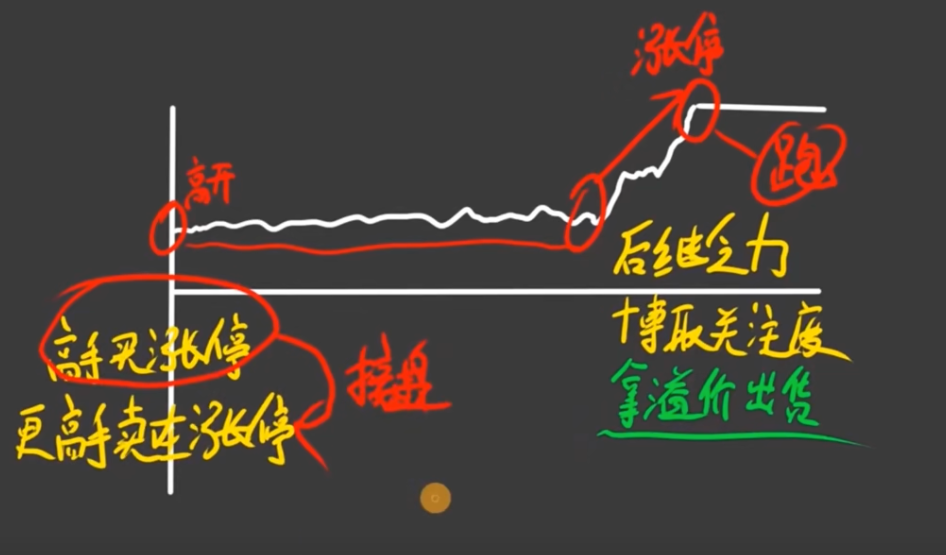 涨停
高开
跑
后继乏力
博取关注度
拿溢价出货
高手买涨停
接盘
更高手卖在涨停